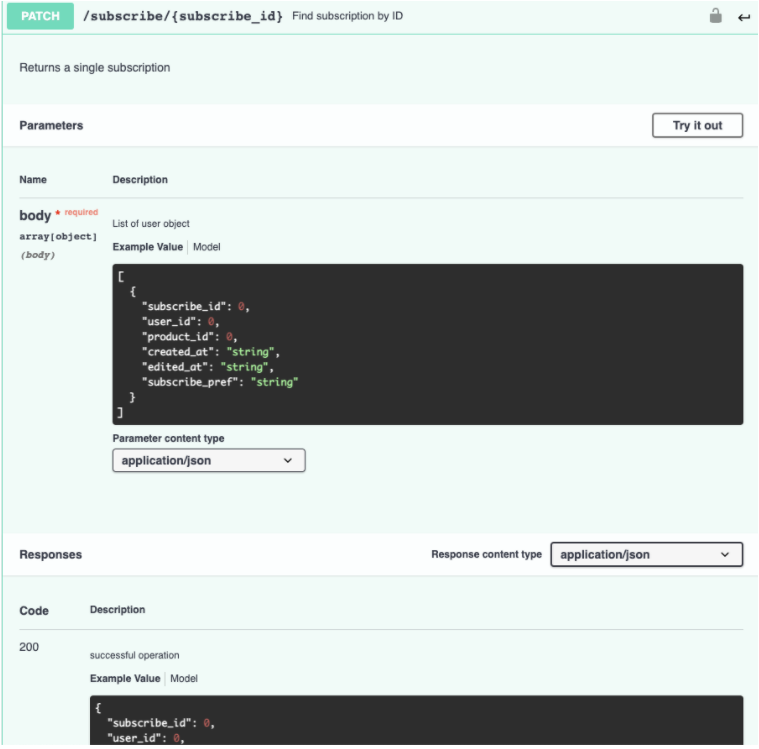 PATCH /subscribe/{subscribe_id} Find subscription by ID
Returns a single subscription
Parameters Try it out
Name Description
body * required
array[object]
(body)
List of user object
Example Value Model
[
{
"subscribe_id": 0,
"user_id": 0,
"product_id": 0,
"created_at": "string",
"edited_at": "string",
"subscribe_pref": "string"
}
]
Parameter content type
application/json
Responses Response content type application/json
Code Description
200
successful operation
Example Value Model
{
"subscribe_id": 0,
"user_id": 0,